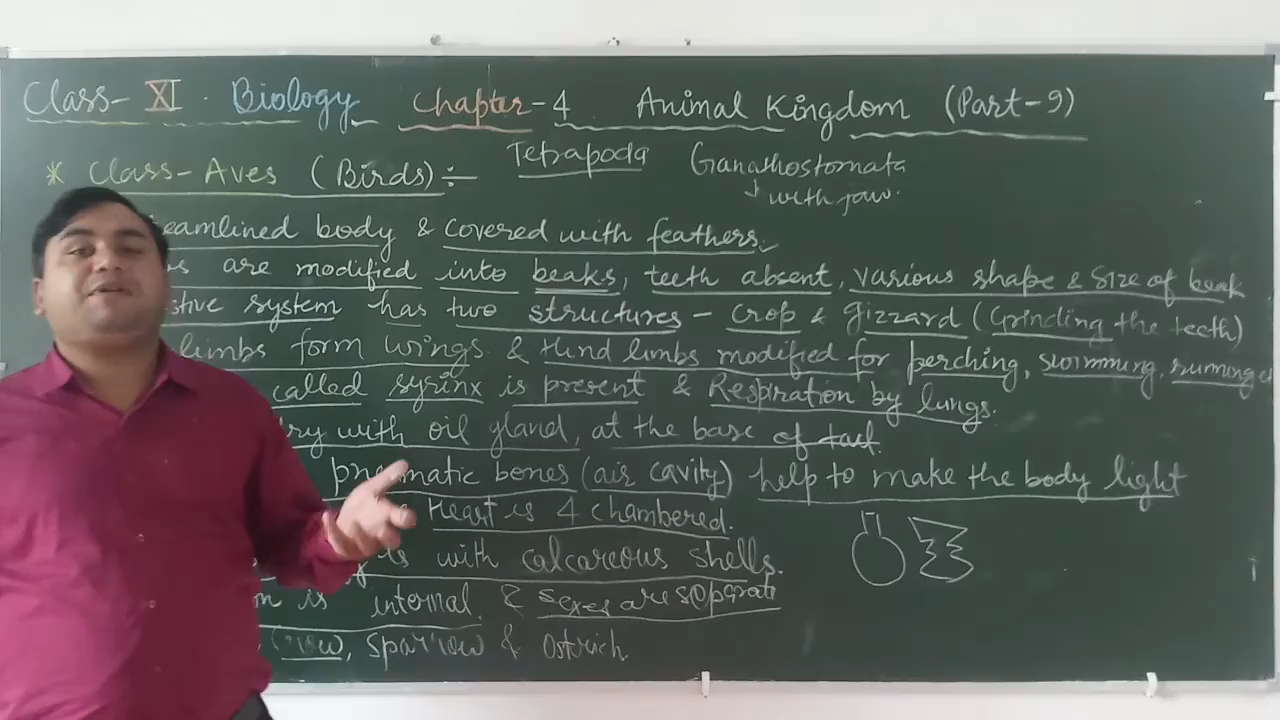 Class- XI . Biology Chapter-4 Animal Kingdom (Part-9)
* Class-Aves (Birds) :- Tetrapoda Ganathostomata
with jaw.
eamlined body & covered with feathers.
are modified into beaks, teeth absent, various shape & size of beak
stive system has two structures - crop & Gizzard (Grinding the teeth)
limbs form wings & Hind limbs modified for perching, swimming, running
called syrinx is present & Respiration by lungs.
ry with oil gland, at the base of tail.
pneumatic bones (air cavity) help to make the body light
Heart is 4 chambered.
is with calcareous shells.
is internal & sexes are separate
Crow, sparrow & Ostrich.